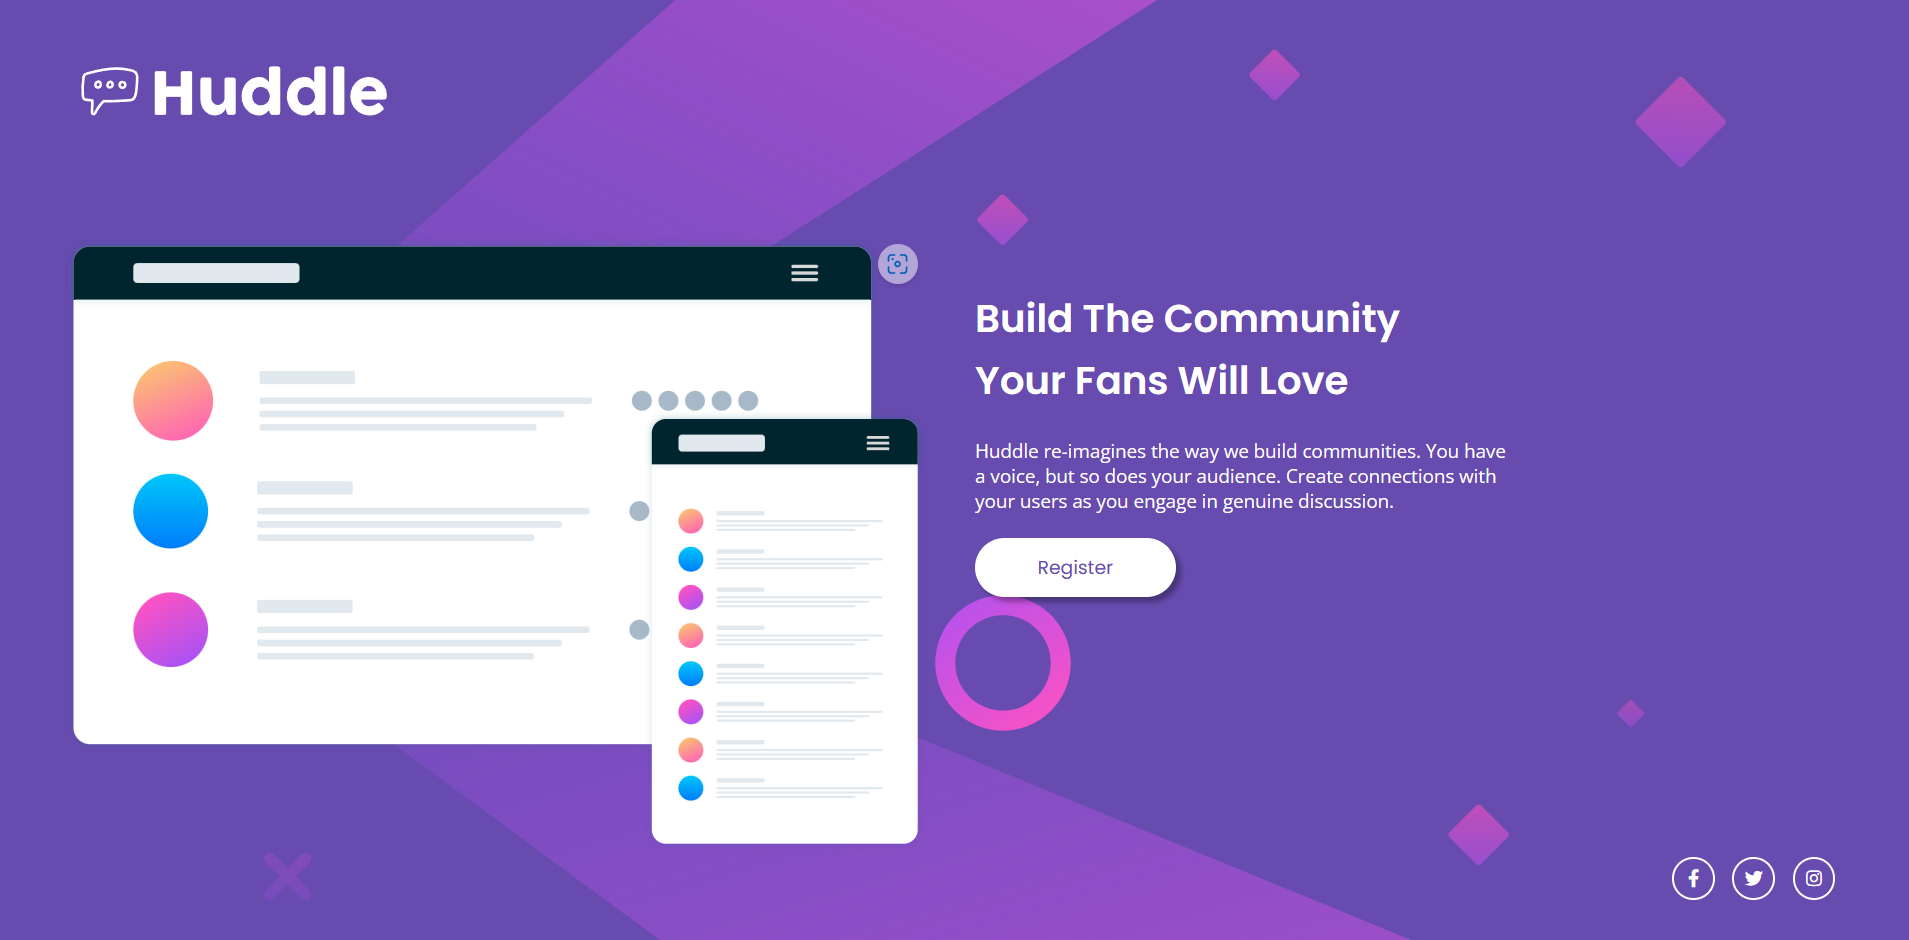 Huddle
Build The Community
Your Fans Will Love
Huddle re-imagines the way we build communities. You have
a voice, but so does your audience. Create connections with
your users as you engage in genuine discussion.
Register